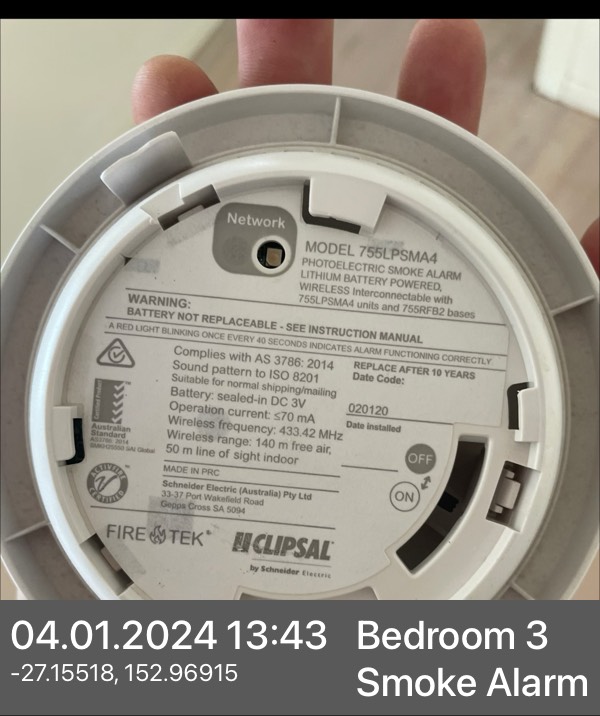 Network
MODEL 755LPSMA4
PHOTOELECTRIC SMOKE ALARM
LITHIUM BATTERY POWERED,
WIRELESS Interconnectable with
755LPSMA4 units and 755RFB2 bases
WARNING:
BATTERY NOT REPLACEABLE - SEE INSTRUCTION MANUAL
A RED LIGHT BLINKING ONCE EVERY 40 SECONDS INDICATES ALARM FUNCTIONING CORRECTLY.
Complies with AS 3786: 2014
Sound pattern to ISO 8201
Suitable for normal shipping/mailing
Battery: sealed-in DC 3V
Operation current: ≤70 mA
Wireless frequency: 433.42 MHz
Wireless range: 140 m free air,
50 m line of sight indoor
REPLACE AFTER 10 YEARS
Date Code:
020120
Date installed
OFF
ON
Australian
Standard
MADE IN PRC
Schneider Electric (Australia) Pty Ltd
33-37 Port Wakefield Road
Gepps Cross SA 5094
ACTIVFIRE
CERTIFIED
FIRE TEK
CLIPSAL
by Schneider Electric
04.01.2024 13:43
-27.15518, 152.96915
Bedroom 3
Smoke Alarm